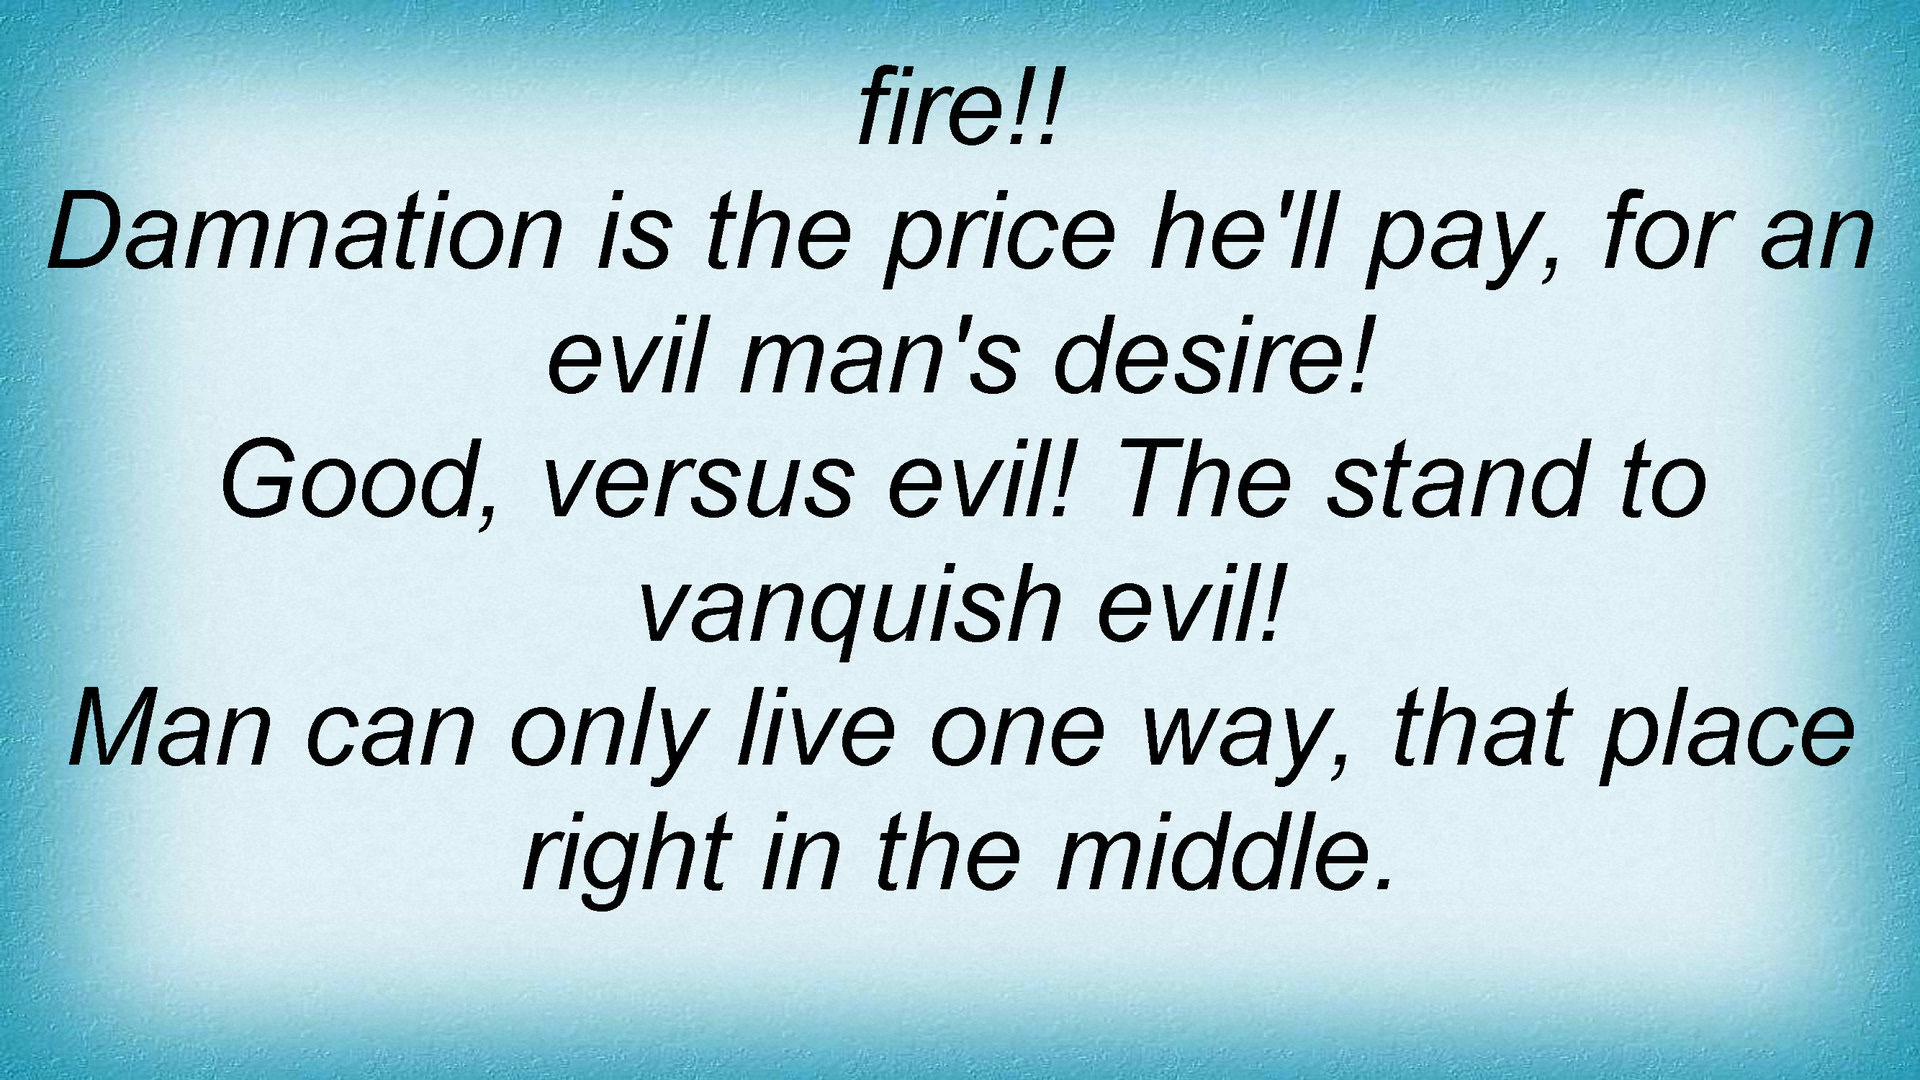 fire!!
Damnation is the price he'll pay, for an
evil man's desire!
Good, versus evil! The stand to
vanquish evil!
Man can only live one way, that place
right in the middle.